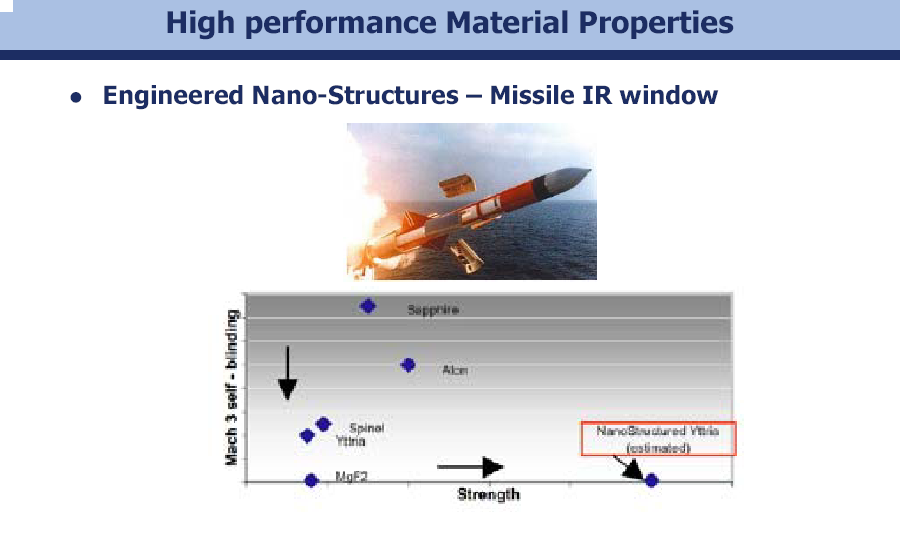 High performance Material Properties
Engineered Nano-Structures – Missile IR window
Mach 3 self - blinding
Sapphire
Alon
Spinel
Yttria
MgF2
NanoStructured Yttria
(estimated)
Strength